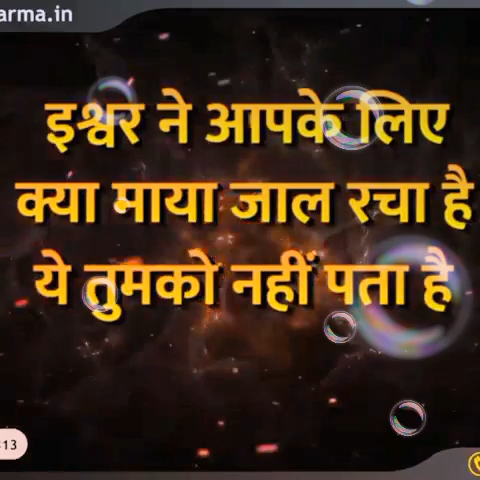 arma.in
इश्वर ने आपके लिए
क्या माया जाल रचा है
ये तुमको नहीं पता है
13